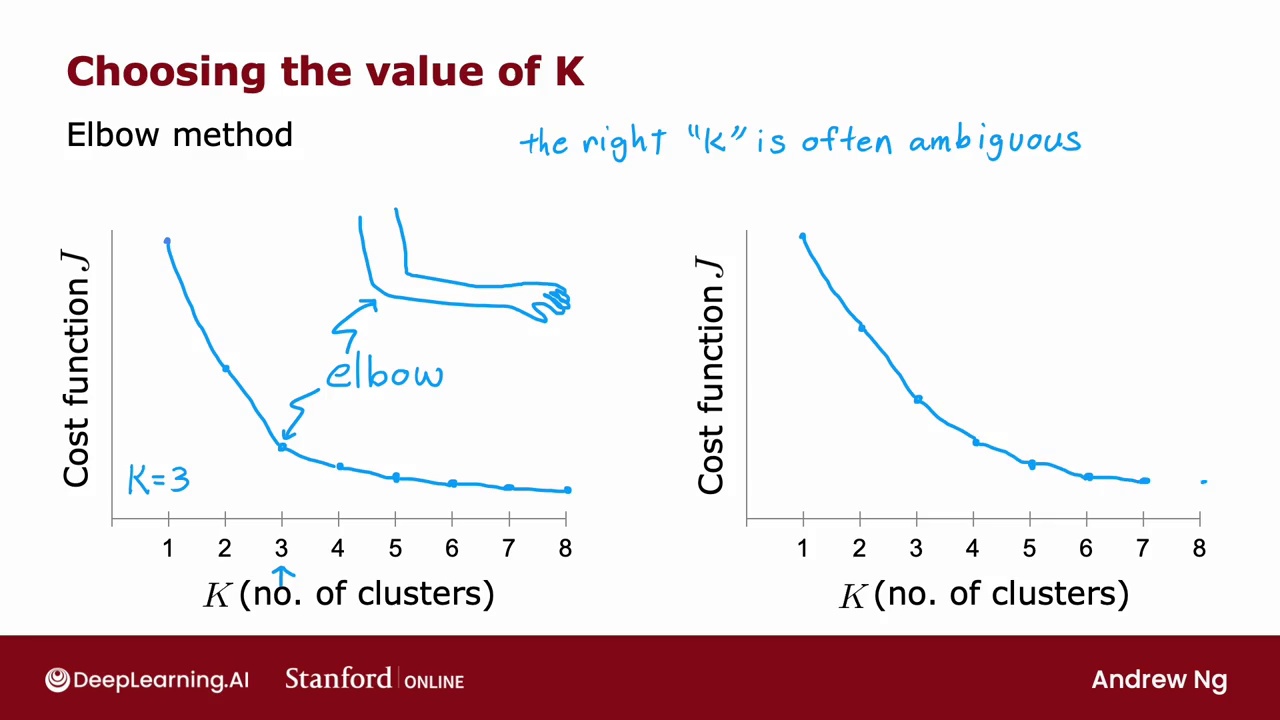 Choosing the value of K
Elbow method
the right "K" is often ambiguous
Cost function J
elbow
K=3
1 2 3 4 5 6 7 8
K (no. of clusters)
Cost function J
1 2 3 4 5 6 7 8
K (no. of clusters)
DeepLearning.AI
Stanford | ONLINE
Andrew Ng